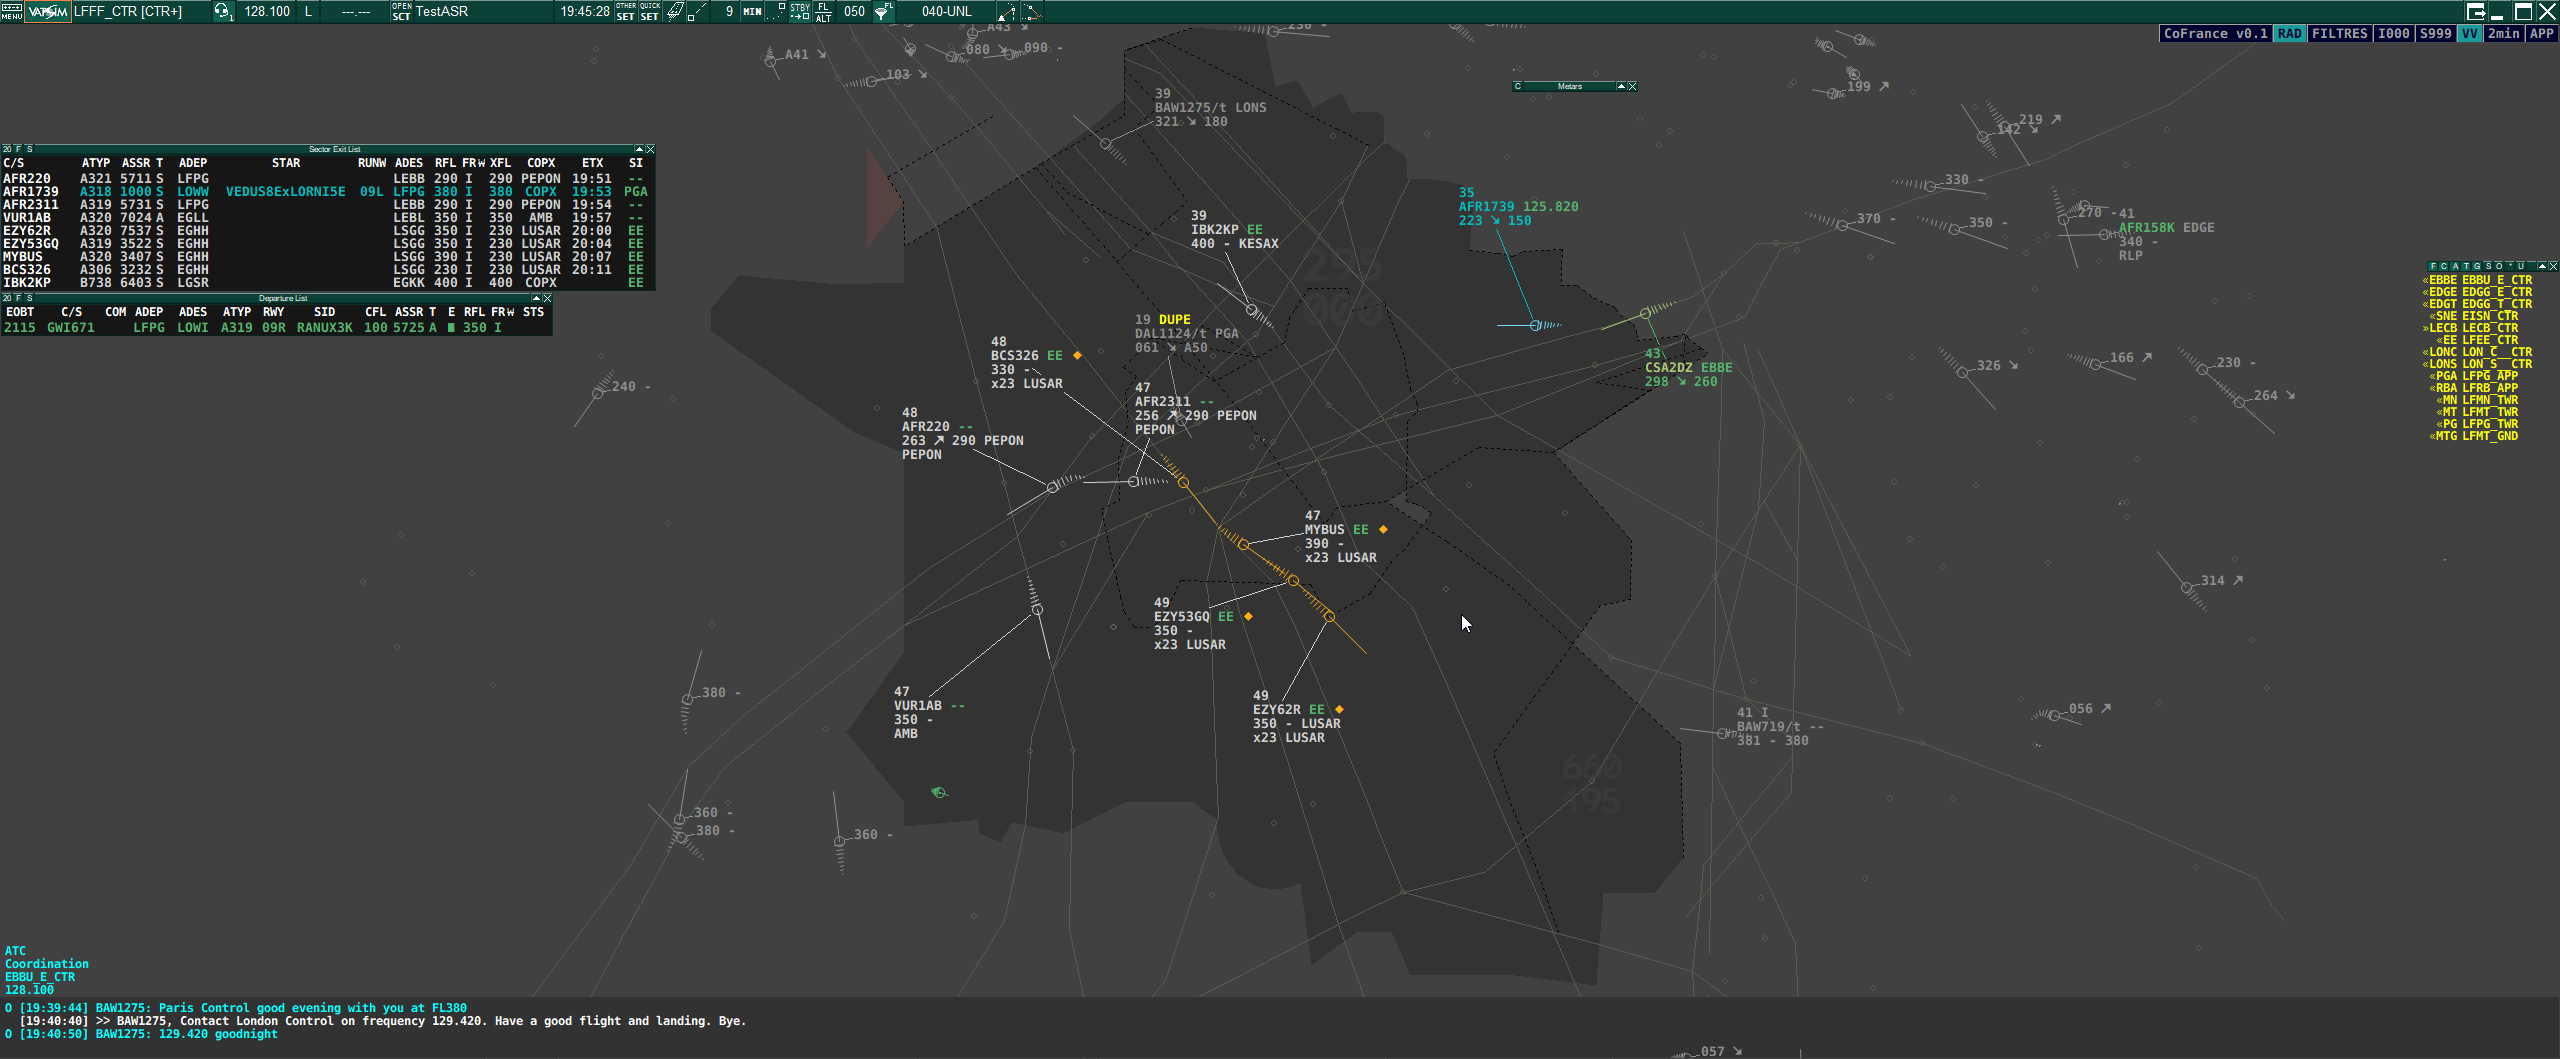 MENU VATSIM LFFF_CTR [CTR+] 1 128.100 L ---.--- OPEN SCT TestASR 19:45:28 OTHER SET QUICK SET 9 MIN STBY FL ALT 050 FL 040-UNL
CoFrance v0.1 RAD FILTRES I000 S999 VV 2min APP
A43 ↘
230 -
A41 ↘
080 ↘
090 -
103 ↘
C Metars
199 ↗
39
BAW1275/t LONS
321 ↘ 180
219 ↗
142 ↘
20 F S Sector Exit List
C/S ATYP ASSR T ADEP STAR RUNW ADES RFL FRW XFL COPX ETX SI
AFR220 A321 5711 S LFPG LEBB 290 I 290 PEPON 19:51 --
AFR1739 A318 1000 S LOWW VEDUS8ExLORNI5E 09L LFPG 380 I 380 COPX 19:53 PGA
AFR2311 A319 5731 S LFPG LEBB 290 I 290 PEPON 19:54 --
VUR1AB A320 7024 A EGLL LEBL 350 I 350 AMB 19:57 --
EZY62R A320 7537 S EGHH LSGG 350 I 230 LUSAR 20:00 EE
EZY53GQ A319 3522 S EGHH LSGG 350 I 230 LUSAR 20:04 EE
MYBUS A320 3407 S EGHH LSGG 390 I 230 LUSAR 20:07 EE
BCS326 A306 3232 S EGHH LSGG 230 I 230 LUSAR 20:11 EE
IBK2KP B738 6403 S LGSR EGKK 400 I 400 COPX EE
20 F S Departure List
EOBT C/S COM ADEP ADES ATYP RWY SID CFL ASSR T E RFL FRW STS
2115 GWI671 LFPG LOWI A319 09R RANUX3K 100 5725 A ■ 350 I
330 -
35
AFR1739 125.820
223 ↘ 150
39
IBK2KP EE
400 - KESAX
370 -
350 -
270 -
41
AFR158K EDGE
340 -
RLP
295
000
F C A T G S O * U
«EBBE EBBU_E_CTR
«EDGE EDGG_E_CTR
«EDGT EDGG_T_CTR
«SNE EISN_CTR
»LECB LECB_CTR
«EE LFEE_CTR
«LONC LON_C__CTR
«LONS LON_S__CTR
«PGA LFPG_APP
«RBA LFRB_APP
«MN LFMN_TWR
«MT LFMT_TWR
«PG LFPG_TWR
«MTG LFMT_GND
19 DUPE
DAL1124/t PGA
061 ↘ A50
48
BCS326 EE ◆
330 -
x23 LUSAR
43
CSA2DZ EBBE
298 ↘ 260
326 ↘
166 ↗
230 -
264 ↘
240 -
47
AFR2311 --
256 ↗ 290 PEPON
PEPON
48
AFR220 --
263 ↗ 290 PEPON
PEPON
47
MYBUS EE ◆
390 -
x23 LUSAR
314 ↗
49
EZY53GQ EE ◆
350 -
x23 LUSAR
380 -
47
VUR1AB --
350 -
AMB
49
EZY62R EE ◆
350 - LUSAR
x23 LUSAR
41 I
BAW719/t --
381 - 380
056 ↗
660
195
360 -
380 -
360 -
ATC
Coordination
EBBU_E_CTR
128.100
O [19:39:44] BAW1275: Paris Control good evening with you at FL380
[19:40:40] >> BAW1275, Contact London Control on frequency 129.420. Have a good flight and landing. Bye.
O [19:40:50] BAW1275: 129.420 goodnight
057 ↘